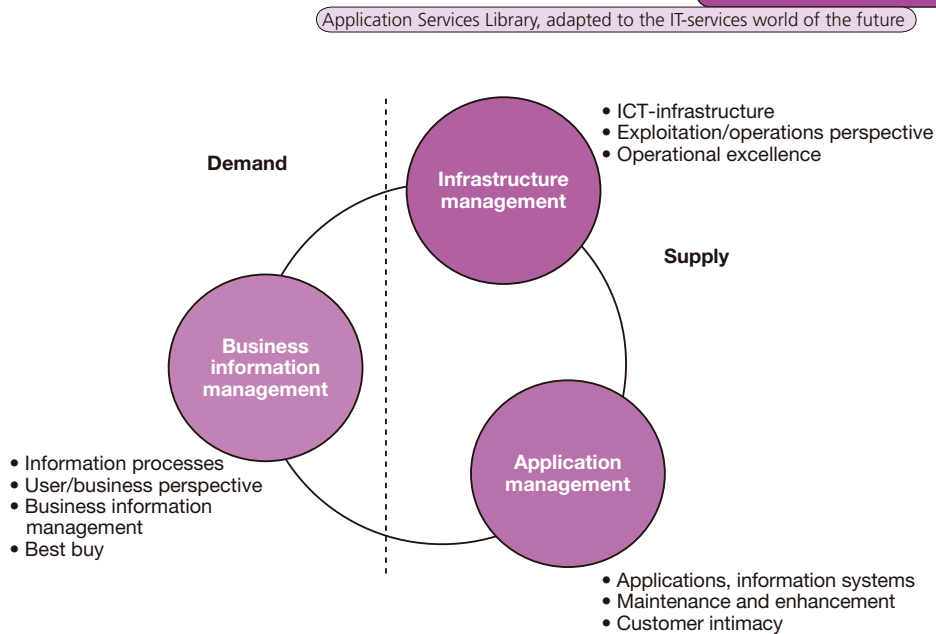 Application Services Library, adapted to the IT-services world of the future
• ICT-infrastructure
• Exploitation/operations perspective
• Operational excellence
Demand
Infrastructure
management
Supply
Business
information
management
• Information processes
• User/business perspective
• Business information
management
• Best buy
Application
management
• Applications, information systems
• Maintenance and enhancement
• Customer intimacy